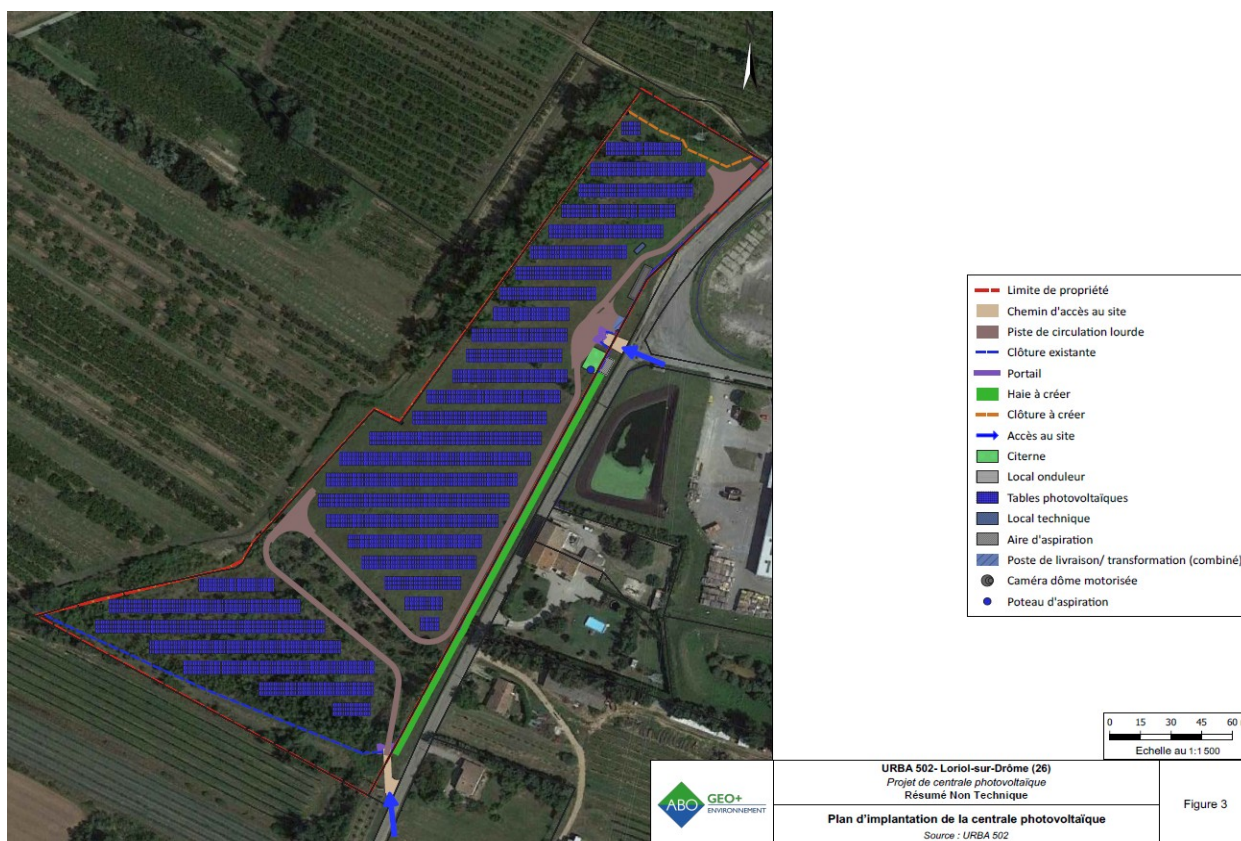 N
Limite de propriété
Chemin d'accès au site
Piste de circulation lourde
Clôture existante
Portail
Haie à créer
Clôture à créer
Accès au site
Citerne
Local onduleur
Tables photovoltaïques
Local technique
Aire d'aspiration
Poste de livraison/ transformation (combiné)
Caméra dôme motorisée
Poteau d'aspiration
0 15 30 45 60
Echelle au 1:1 500
ABO
GEO+
ENVIRONNEMENT
URBA 502- Loriol-sur-Drôme (26)
Projet de centrale photovoltaïque
Résumé Non Technique
Plan d'implantation de la centrale photovoltaïque
Source : URBA 502
Figure 3